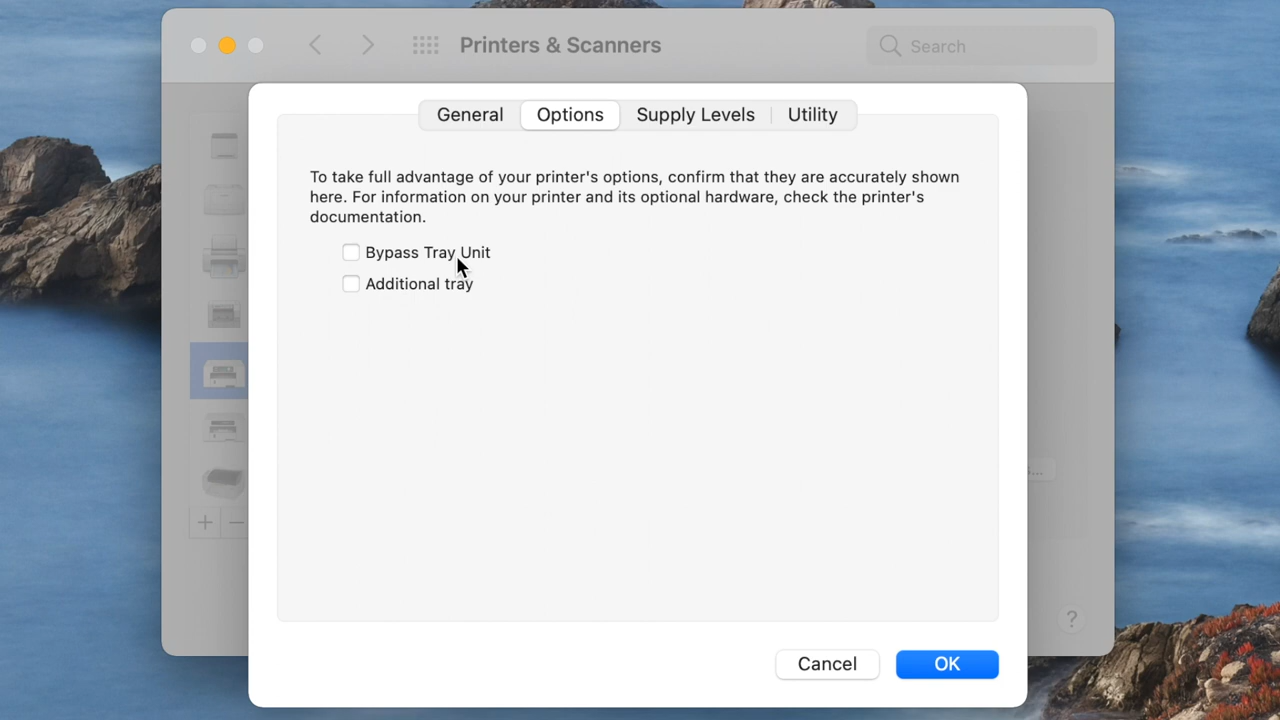 Printers & Scanners
Search
General
Options
Supply Levels
Utility
To take full advantage of your printer's options, confirm that they are accurately shown
here. For information on your printer and its optional hardware, check the printer's
documentation.
Bypass Tray Unit
Additional tray
s...
+
−
?
Cancel
OK